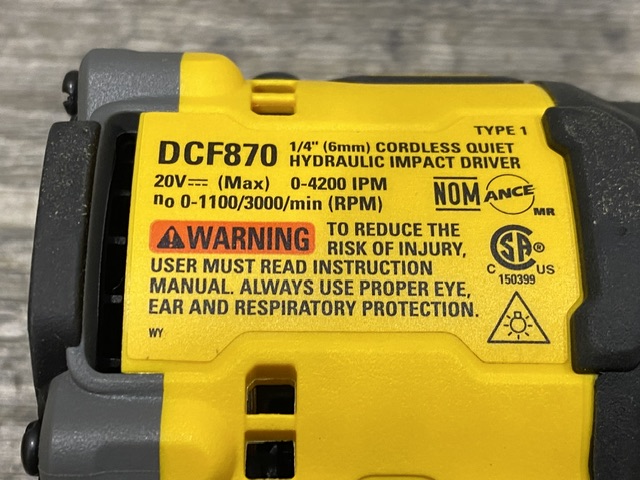 TYPE 1
DCF870 1/4" (6mm) CORDLESS QUIET
HYDRAULIC IMPACT DRIVER
20V⎓ (Max) 0-4200 IPM
no 0-1100/3000/min (RPM)
NOM ANCE
MR
WARNING TO REDUCE THE
RISK OF INJURY,
USER MUST READ INSTRUCTION
MANUAL. ALWAYS USE PROPER EYE,
EAR AND RESPIRATORY PROTECTION.
SA ®
C US
150399
WY